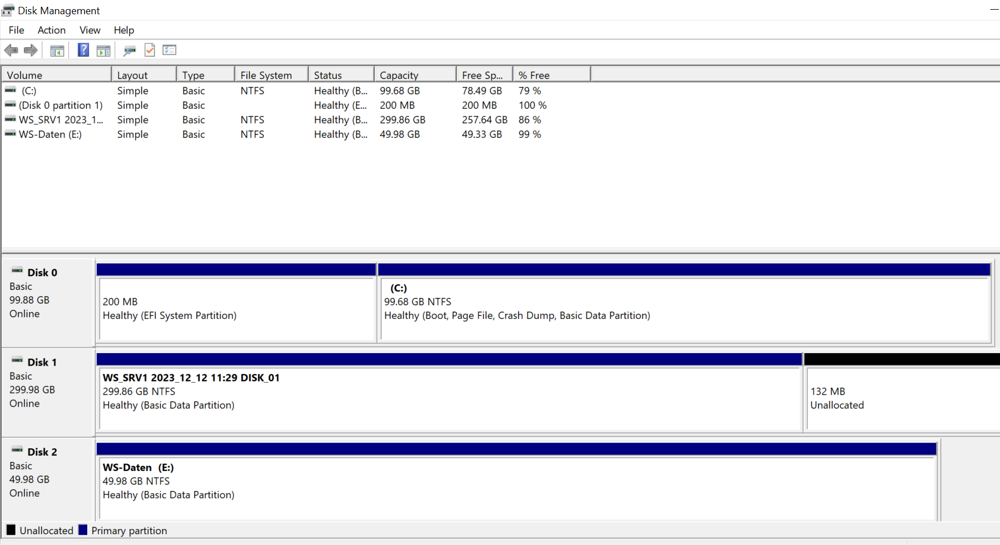 Disk Management
File Action View Help
Volume Layout Type File System Status Capacity Free Sp... % Free
(C:) Simple Basic NTFS Healthy (B... 99.68 GB 78.49 GB 79 %
(Disk 0 partition 1) Simple Basic Healthy (E... 200 MB 200 MB 100 %
WS_SRV1 2023_1... Simple Basic NTFS Healthy (B... 299.86 GB 257.64 GB 86 %
WS-Daten (E:) Simple Basic NTFS Healthy (B... 49.98 GB 49.33 GB 99 %
Disk 0
Basic
99.88 GB
Online
200 MB
Healthy (EFI System Partition)
(C:)
99.68 GB NTFS
Healthy (Boot, Page File, Crash Dump, Basic Data Partition)
Disk 1
Basic
299.98 GB
Online
WS_SRV1 2023_12_12 11:29 DISK_01
299.86 GB NTFS
Healthy (Basic Data Partition)
132 MB
Unallocated
Disk 2
Basic
49.98 GB
Online
WS-Daten (E:)
49.98 GB NTFS
Healthy (Basic Data Partition)
Unallocated Primary partition